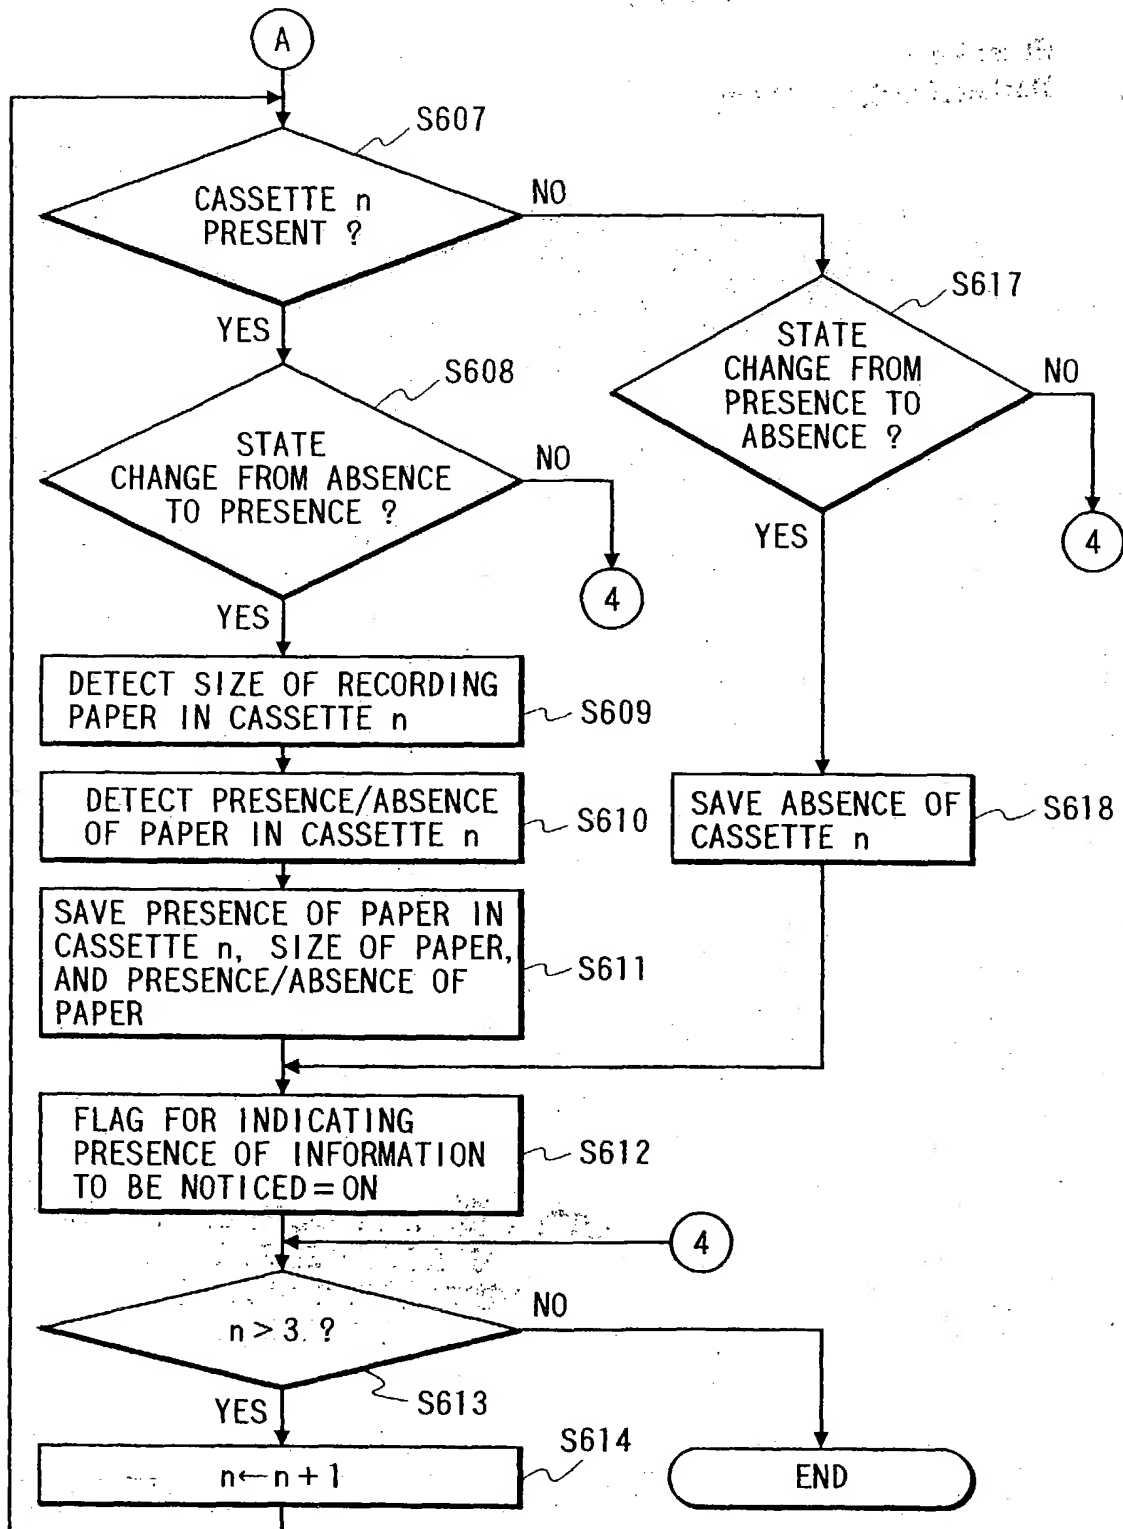 A
S607
CASSETTE n
PRESENT ?
NO
YES
S617
STATE
CHANGE FROM
PRESENCE TO
ABSENCE ?
NO
YES
4
S608
STATE
CHANGE FROM ABSENCE
TO PRESENCE ?
NO
4
YES
DETECT SIZE OF RECORDING
PAPER IN CASSETTE n
S609
DETECT PRESENCE/ABSENCE
OF PAPER IN CASSETTE n
S610
SAVE ABSENCE OF
CASSETTE n
S618
SAVE PRESENCE OF PAPER IN
CASSETTE n, SIZE OF PAPER,
AND PRESENCE/ABSENCE OF
PAPER
S611
FLAG FOR INDICATING
PRESENCE OF INFORMATION
TO BE NOTICED=ON
S612
4
n>3 ?
NO
S613
YES
n←n+1
S614
END